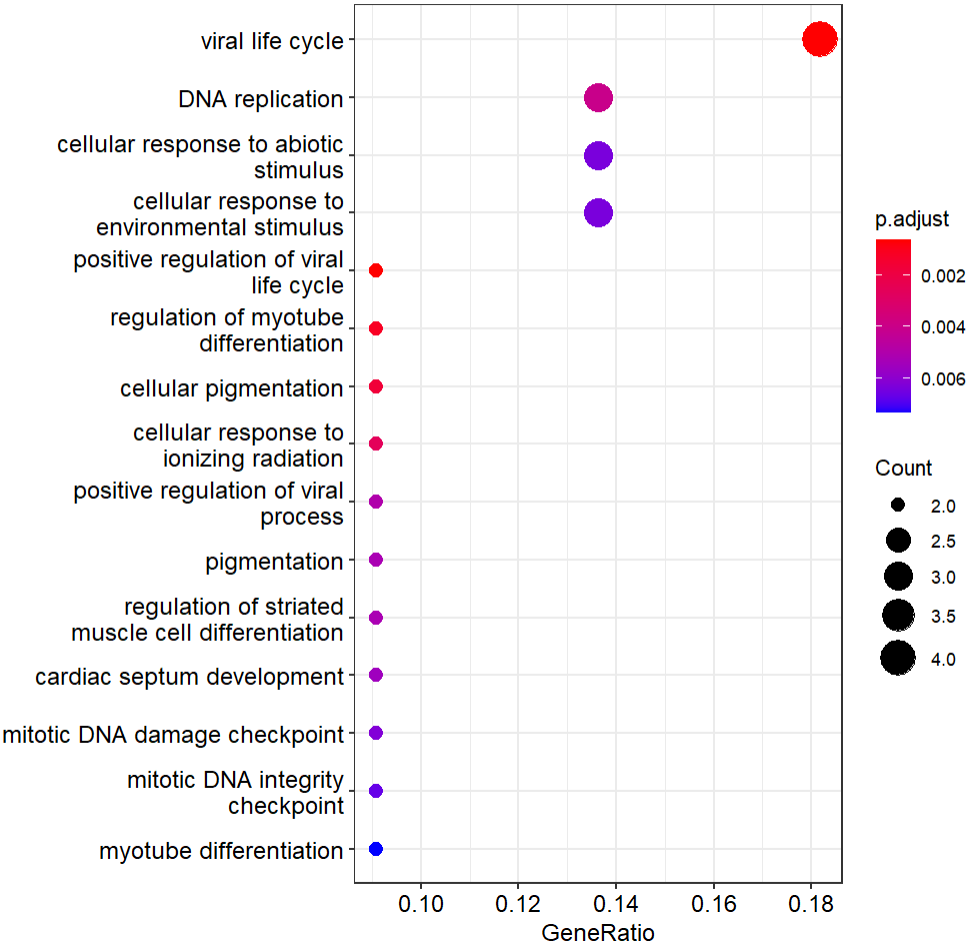 viral life cycle
DNA replication
cellular response to abiotic
stimulus
cellular response to
environmental stimulus
positive regulation of viral
life cycle
regulation of myotube
differentiation
cellular pigmentation
cellular response to
ionizing radiation
positive regulation of viral
process
pigmentation
regulation of striated
muscle cell differentiation
cardiac septum development
mitotic DNA damage checkpoint
mitotic DNA integrity
checkpoint
myotube differentiation
0.10 0.12 0.14 0.16 0.18
GeneRatio
p.adjust
0.002
0.004
0.006
Count
2.0
2.5
3.0
3.5
4.0